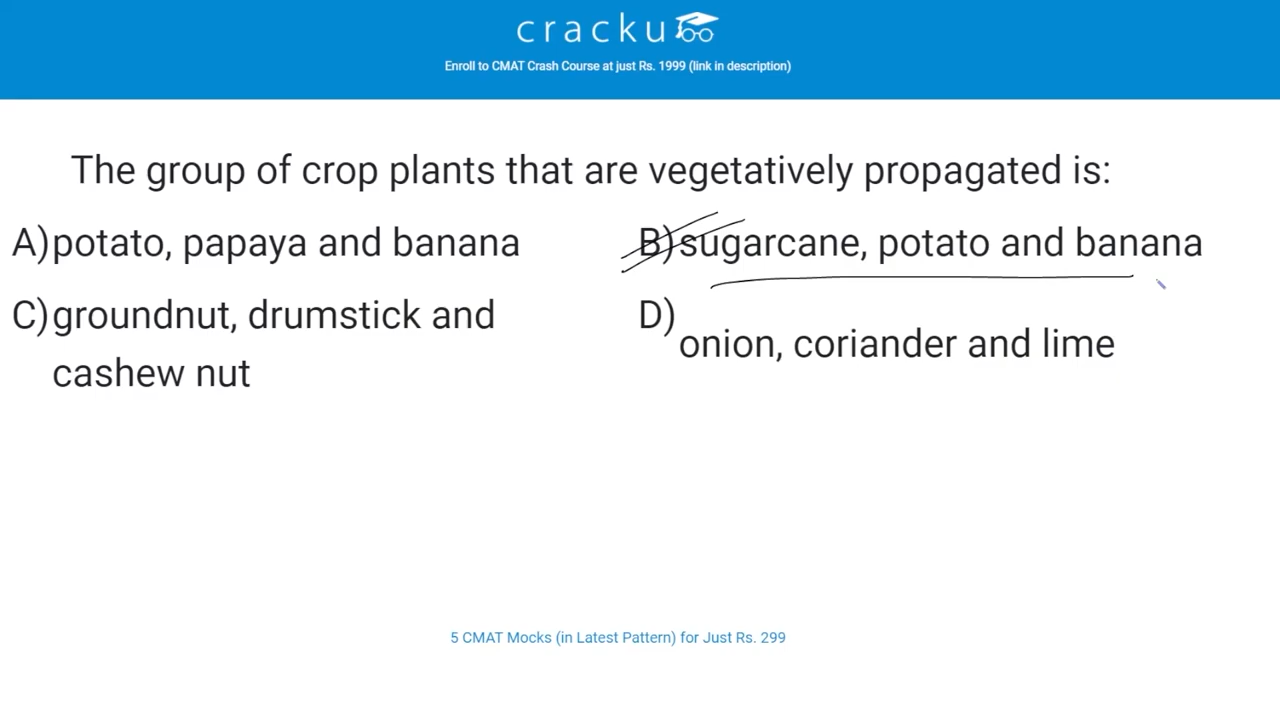 cracku
Enroll to CMAT Crash Course at just Rs. 1999 (link in description)
The group of crop plants that are vegetatively propagated is:
A) potato, papaya and banana
B) sugarcane, potato and banana
C) groundnut, drumstick and
cashew nut
D)
onion, coriander and lime
5 CMAT Mocks (in Latest Pattern) for Just Rs. 299